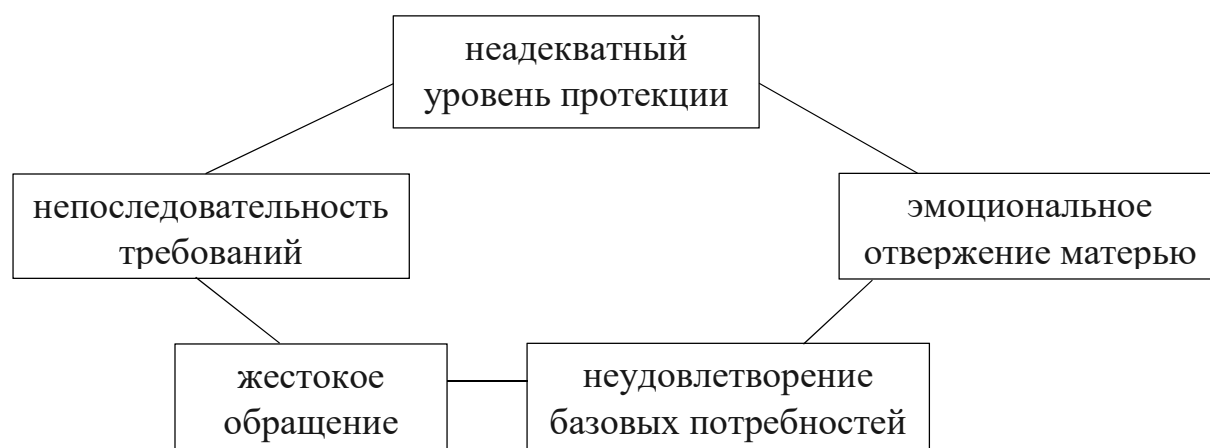 неадекватный
уровень протекции
непоследовательность
требований
эмоциональное
отвержение матерью
жестокое
обращение
неудовлетворение
базовых потребностей